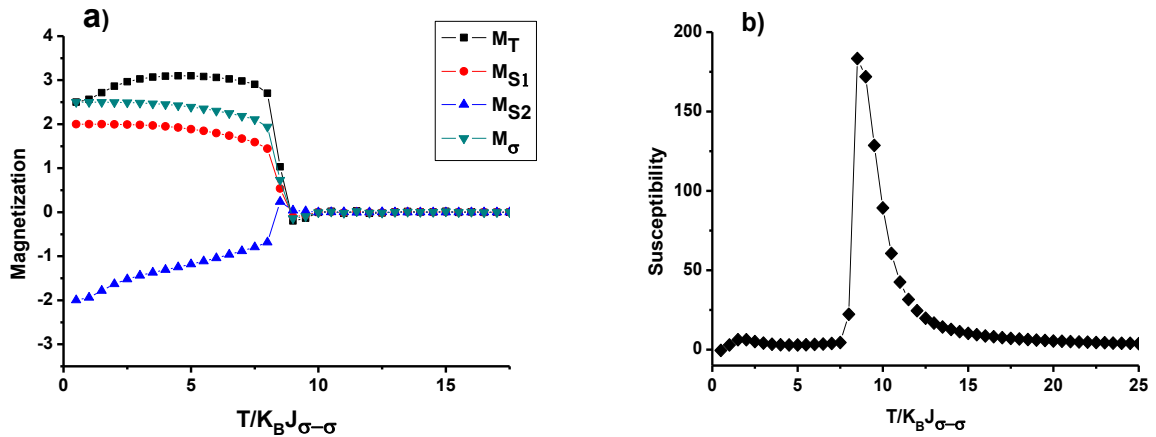 a)
Magnetization
3
2
1
0
-1
-2
-3
0
5
10
15
T/K_BJ_σ–σ
M_T
M_S1
M_S2
M_σ
b)
Susceptibility
200
150
100
50
0
0
5
10
15
20
25
T/K_BJ_σ–σ